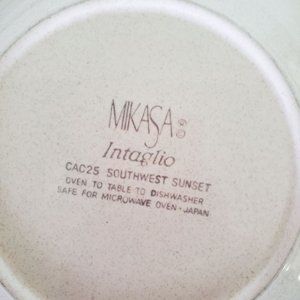 MIKASA
Intaglio
CAC25 SOUTHWEST SUNSET
OVEN TO TABLE TO DISHWASHER
SAFE FOR MICROWAVE OVEN • JAPAN